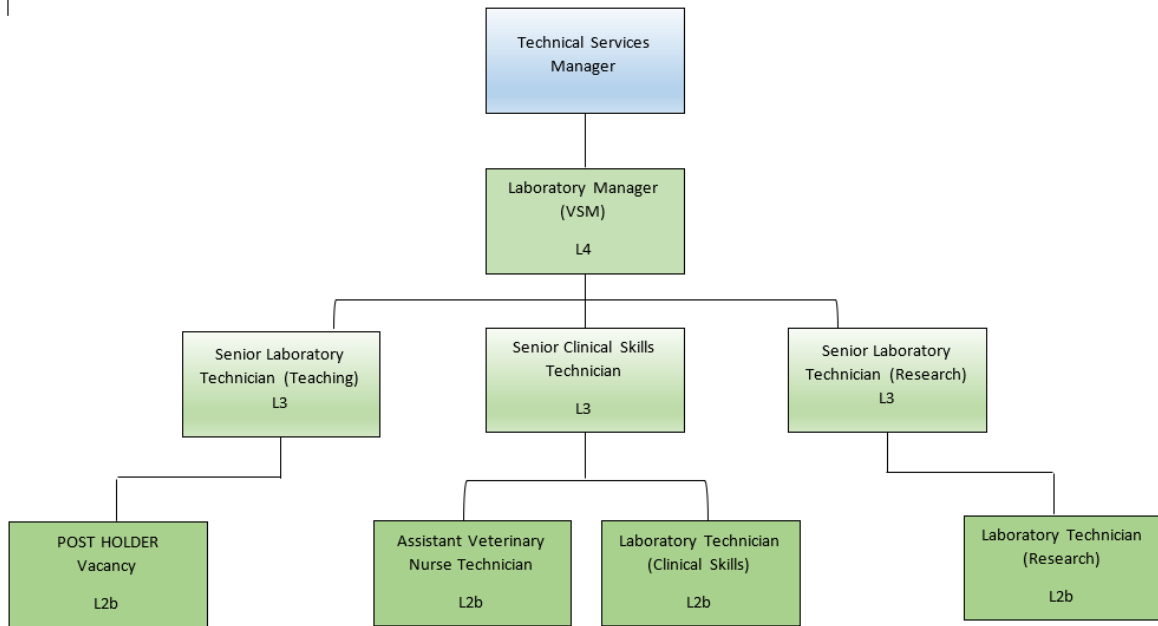 Technical Services
Manager
Laboratory Manager
(VSM)
L4
Senior Laboratory
Technician (Teaching)
L3
Senior Clinical Skills
Technician
L3
Senior Laboratory
Technician (Research)
L3
POST HOLDER
Vacancy
L2b
Assistant Veterinary
Nurse Technician
L2b
Laboratory Technician
(Clinical Skills)
L2b
Laboratory Technician
(Research)
L2b